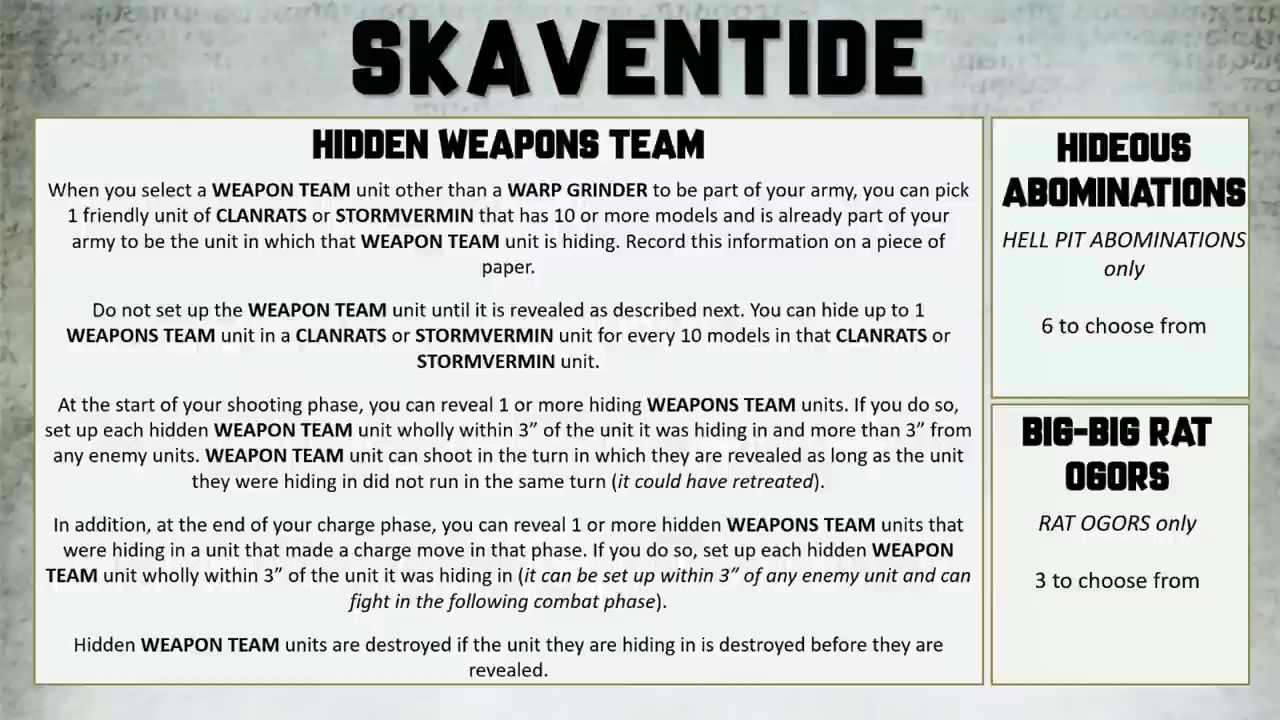 SKAVENTIDE
HIDDEN WEAPONS TEAM
When you select a WEAPON TEAM unit other than a WARP GRINDER to be part of your army, you can pick
1 friendly unit of CLANRATS or STORMVERMIN that has 10 or more models and is already part of your
army to be the unit in which that WEAPON TEAM unit is hiding. Record this information on a piece of
paper.
Do not set up the WEAPON TEAM unit until it is revealed as described next. You can hide up to 1
WEAPONS TEAM unit in a CLANRATS or STORMVERMIN unit for every 10 models in that CLANRATS or
STORMVERMIN unit.
At the start of your shooting phase, you can reveal 1 or more hiding WEAPONS TEAM units. If you do so,
set up each hidden WEAPON TEAM unit wholly within 3” of the unit it was hiding in and more than 3” from
any enemy units. WEAPON TEAM unit can shoot in the turn in which they are revealed as long as the unit
they were hiding in did not run in the same turn (it could have retreated).
In addition, at the end of your charge phase, you can reveal 1 or more hidden WEAPONS TEAM units that
were hiding in a unit that made a charge move in that phase. If you do so, set up each hidden WEAPON
TEAM unit wholly within 3” of the unit it was hiding in (it can be set up within 3” of any enemy unit and can
fight in the following combat phase).
Hidden WEAPON TEAM units are destroyed if the unit they are hiding in is destroyed before they are
revealed.
HIDEOUS
ABOMINATIONS
HELL PIT ABOMINATIONS
only
6 to choose from
BIG-BIG RAT
OGORS
RAT OGORS only
3 to choose from